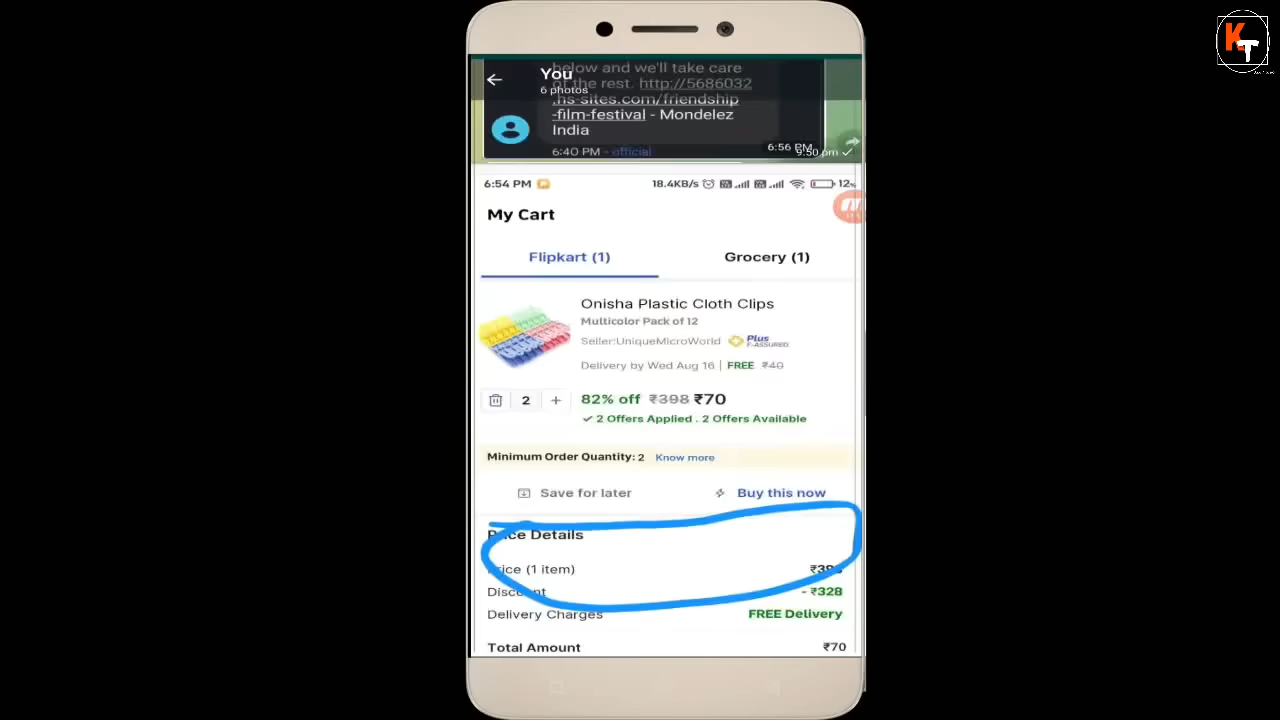 KT
below and we'll take care
You
of the rest. http://5686032
6 photos
.hs-sites.com/friendship
-film-festival - Mondelez
India
6:40 PM - official
6:56 PM
9:50 pm
6:54 PM
18.4KB/s
12%
My Cart
Flipkart (1)
Grocery (1)
Onisha Plastic Cloth Clips
Multicolor Pack of 12
Seller:UniqueMicroWorld
Plus
F-ASSURED
Delivery by Wed Aug 16 | FREE ₹40
2 +
82% off ₹398 ₹70
2 Offers Applied . 2 Offers Available
Minimum Order Quantity: 2 Know more
Save for later
Buy this now
Price Details
Price (1 item)
Discount - ₹328
Delivery Charges FREE Delivery
Total Amount ₹70